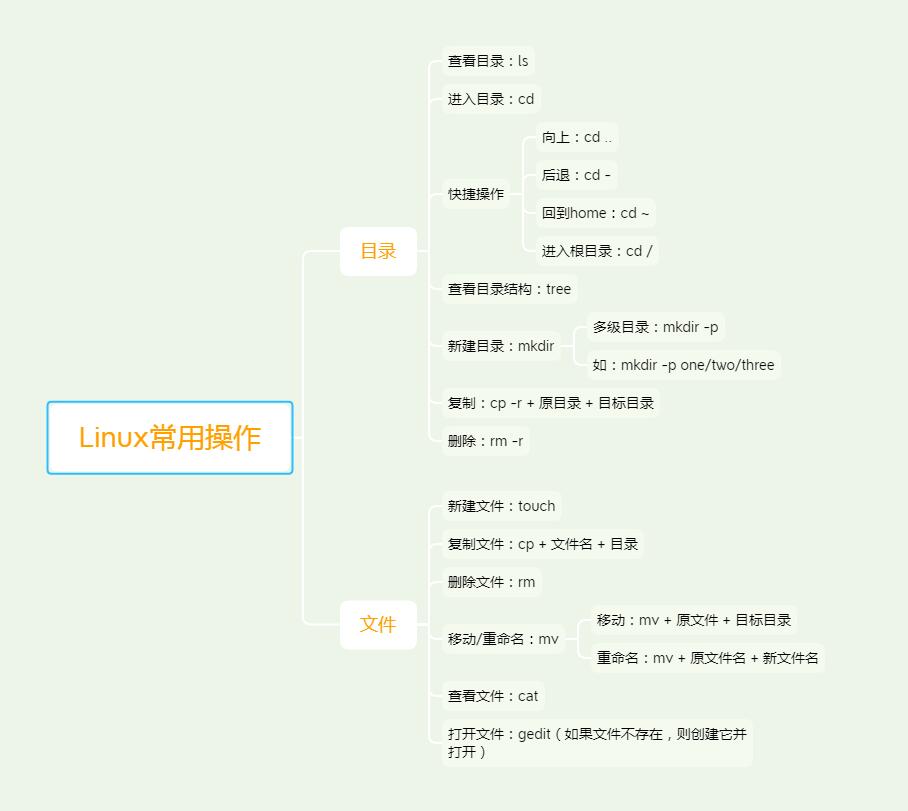 Linux常用操作
目录
查看目录：ls
进入目录：cd
快捷操作
向上：cd ..
后退：cd -
回到home：cd ~
进入根目录：cd /
查看目录结构：tree
新建目录：mkdir
多级目录：mkdir -p
如：mkdir -p one/two/three
复制：cp -r + 原目录 + 目标目录
删除：rm -r
文件
新建文件：touch
复制文件：cp + 文件名 + 目录
删除文件：rm
移动/重命名：mv
移动：mv + 原文件 + 目标目录
重命名：mv + 原文件名 + 新文件名
查看文件：cat
打开文件：gedit（如果文件不存在，则创建它并
打开）